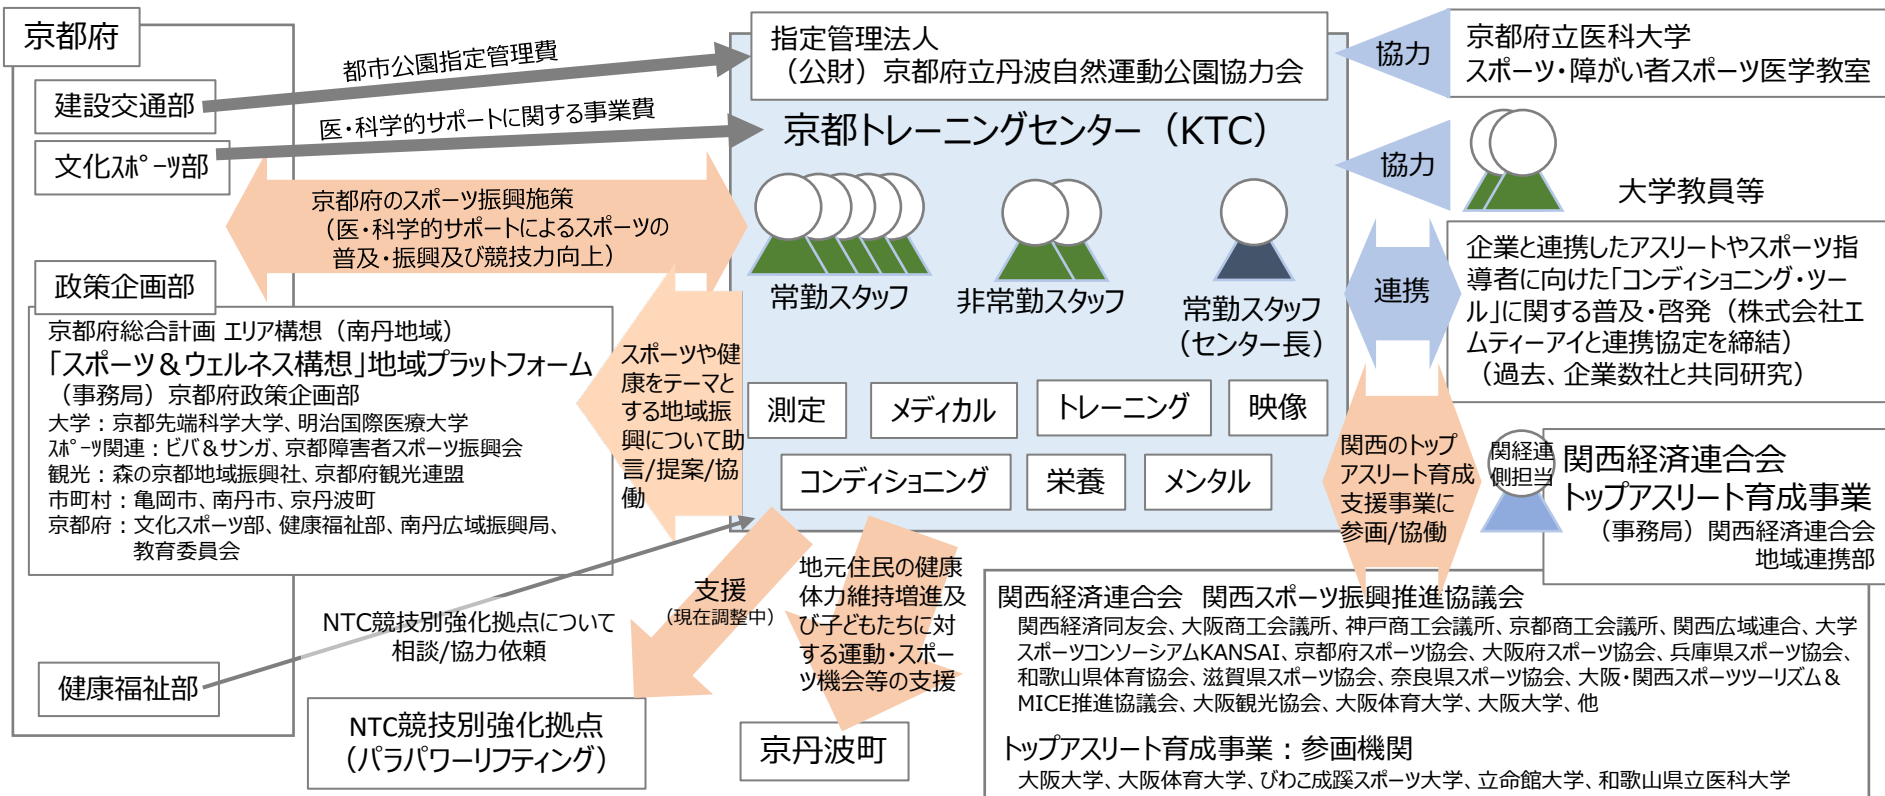 京都府
建設交通部
文化ｽﾎﾟｰﾂ部
都市公園指定管理費
医・科学的サポートに関する事業費
京都府のスポーツ振興施策
（医・科学的サポートによるスポーツの
普及・振興及び競技力向上）
政策企画部
京都府総合計画 エリア構想（南丹地域）
「スポーツ＆ウェルネス構想」地域プラットフォーム
（事務局）京都府政策企画部
大学：京都先端科学大学、明治国際医療大学
ｽﾎﾟｰﾂ関連：ビバ＆サンガ、京都障害者スポーツ振興会
観光：森の京都地域振興社、京都府観光連盟
市町村：亀岡市、南丹市、京丹波町
京都府：文化スポーツ部、健康福祉部、南丹広域振興局、
教育委員会
スポーツや健
康をテーマと
する地域振
興について助
言/提案/協
働
NTC競技別強化拠点について
相談/協力依頼
健康福祉部
指定管理法人
（公財）京都府立丹波自然運動公園協力会
京都トレーニングセンター（KTC）
常勤スタッフ
非常勤スタッフ
常勤スタッフ
（センター長）
測定
メディカル
トレーニング
映像
コンディショニング
栄養
メンタル
支援
（現在調整中）
NTC競技別強化拠点
（パラパワーリフティング）
地元住民の健康
体力維持増進及
び子どもたちに対
する運動・スポー
ツ機会等の支援
京丹波町
協力
京都府立医科大学
スポーツ・障がい者スポーツ医学教室
協力
大学教員等
連携
企業と連携したアスリートやスポーツ指
導者に向けた「コンディショニング・ツー
ル」に関する普及・啓発（株式会社エ
ムティーアイと連携協定を締結）
（過去、企業数社と共同研究）
関西のトップ
アスリート育成
支援事業に
参画/協働
関経連
側担当
関西経済連合会
トップアスリート育成事業
（事務局）関西経済連合会
地域連携部
関西経済連合会　関西スポーツ振興推進協議会
関西経済同友会、大阪商工会議所、神戸商工会議所、京都商工会議所、関西広域連合、大学
スポーツコンソーシアムKANSAI、京都府スポーツ協会、大阪府スポーツ協会、兵庫県スポーツ協会、
和歌山県体育協会、滋賀県スポーツ協会、奈良県スポーツ協会、大阪・関西スポーツツーリズム＆
MICE推進協議会、大阪観光協会、大阪体育大学、大阪大学、他
トップアスリート育成事業：参画機関
大阪大学、大阪体育大学、びわこ成蹊スポーツ大学、立命館大学、和歌山県立医科大学